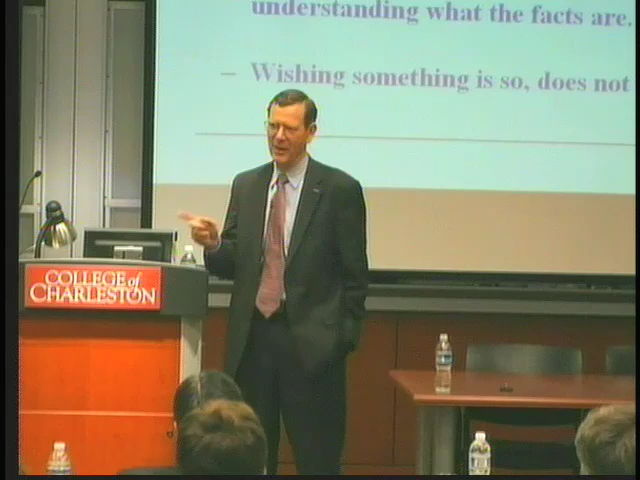 understanding what the facts are.
– Wishing something is so, does not
COLLEGE of
CHARLESTON